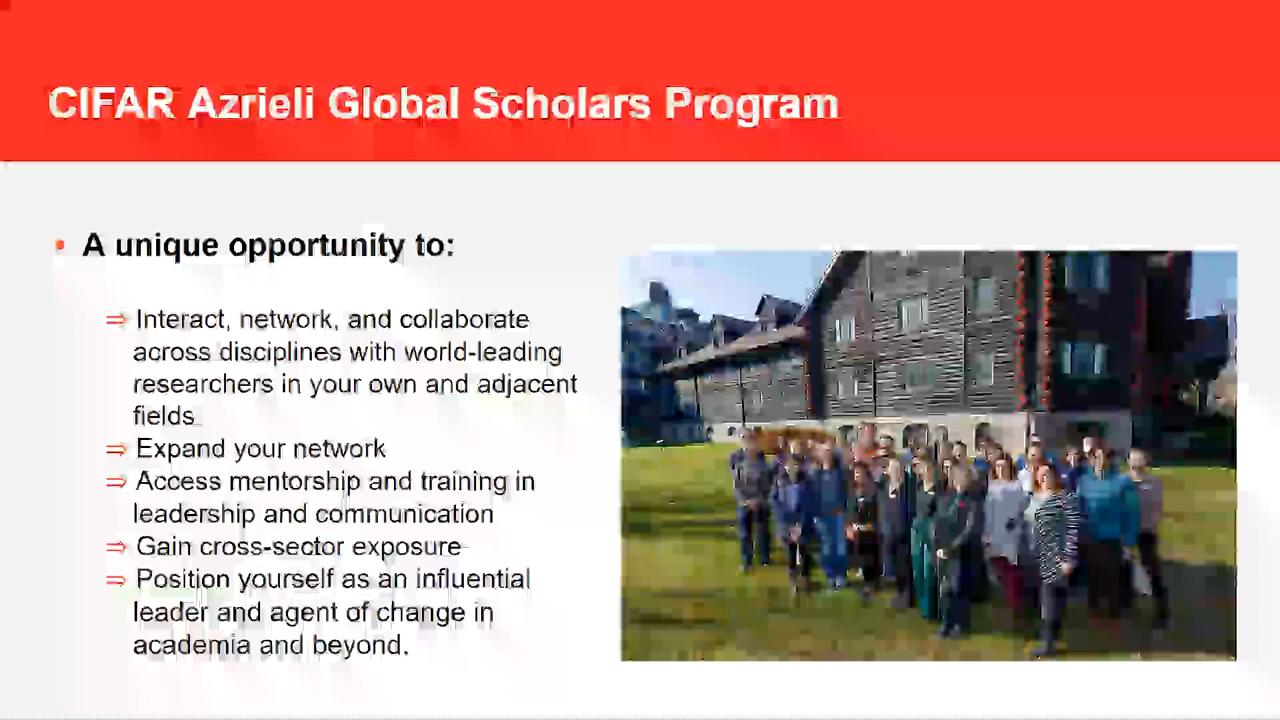 CIFAR Azrieli Global Scholars Program
• A unique opportunity to:
⇒ Interact, network, and collaborate
across disciplines with world-leading
researchers in your own and adjacent
fields
⇒ Expand your network
⇒ Access mentorship and training in
leadership and communication
⇒ Gain cross-sector exposure
⇒ Position yourself as an influential
leader and agent of change in
academia and beyond.